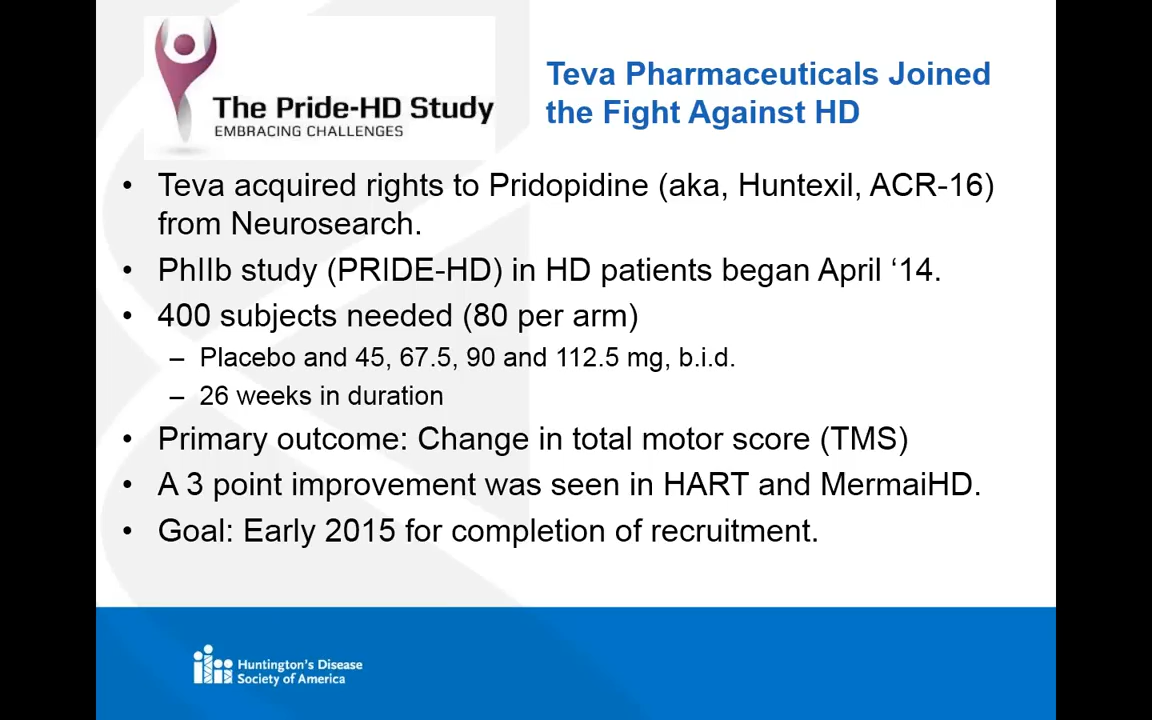 The Pride-HD Study
EMBRACING CHALLENGES
Teva Pharmaceuticals Joined
the Fight Against HD
• Teva acquired rights to Pridopidine (aka, Huntexil, ACR-16)
from Neurosearch.
• PhIIb study (PRIDE-HD) in HD patients began April ‘14.
• 400 subjects needed (80 per arm)
– Placebo and 45, 67.5, 90 and 112.5 mg, b.i.d.
– 26 weeks in duration
• Primary outcome: Change in total motor score (TMS)
• A 3 point improvement was seen in HART and MermaiHD.
• Goal: Early 2015 for completion of recruitment.
Huntington's Disease
Society of America